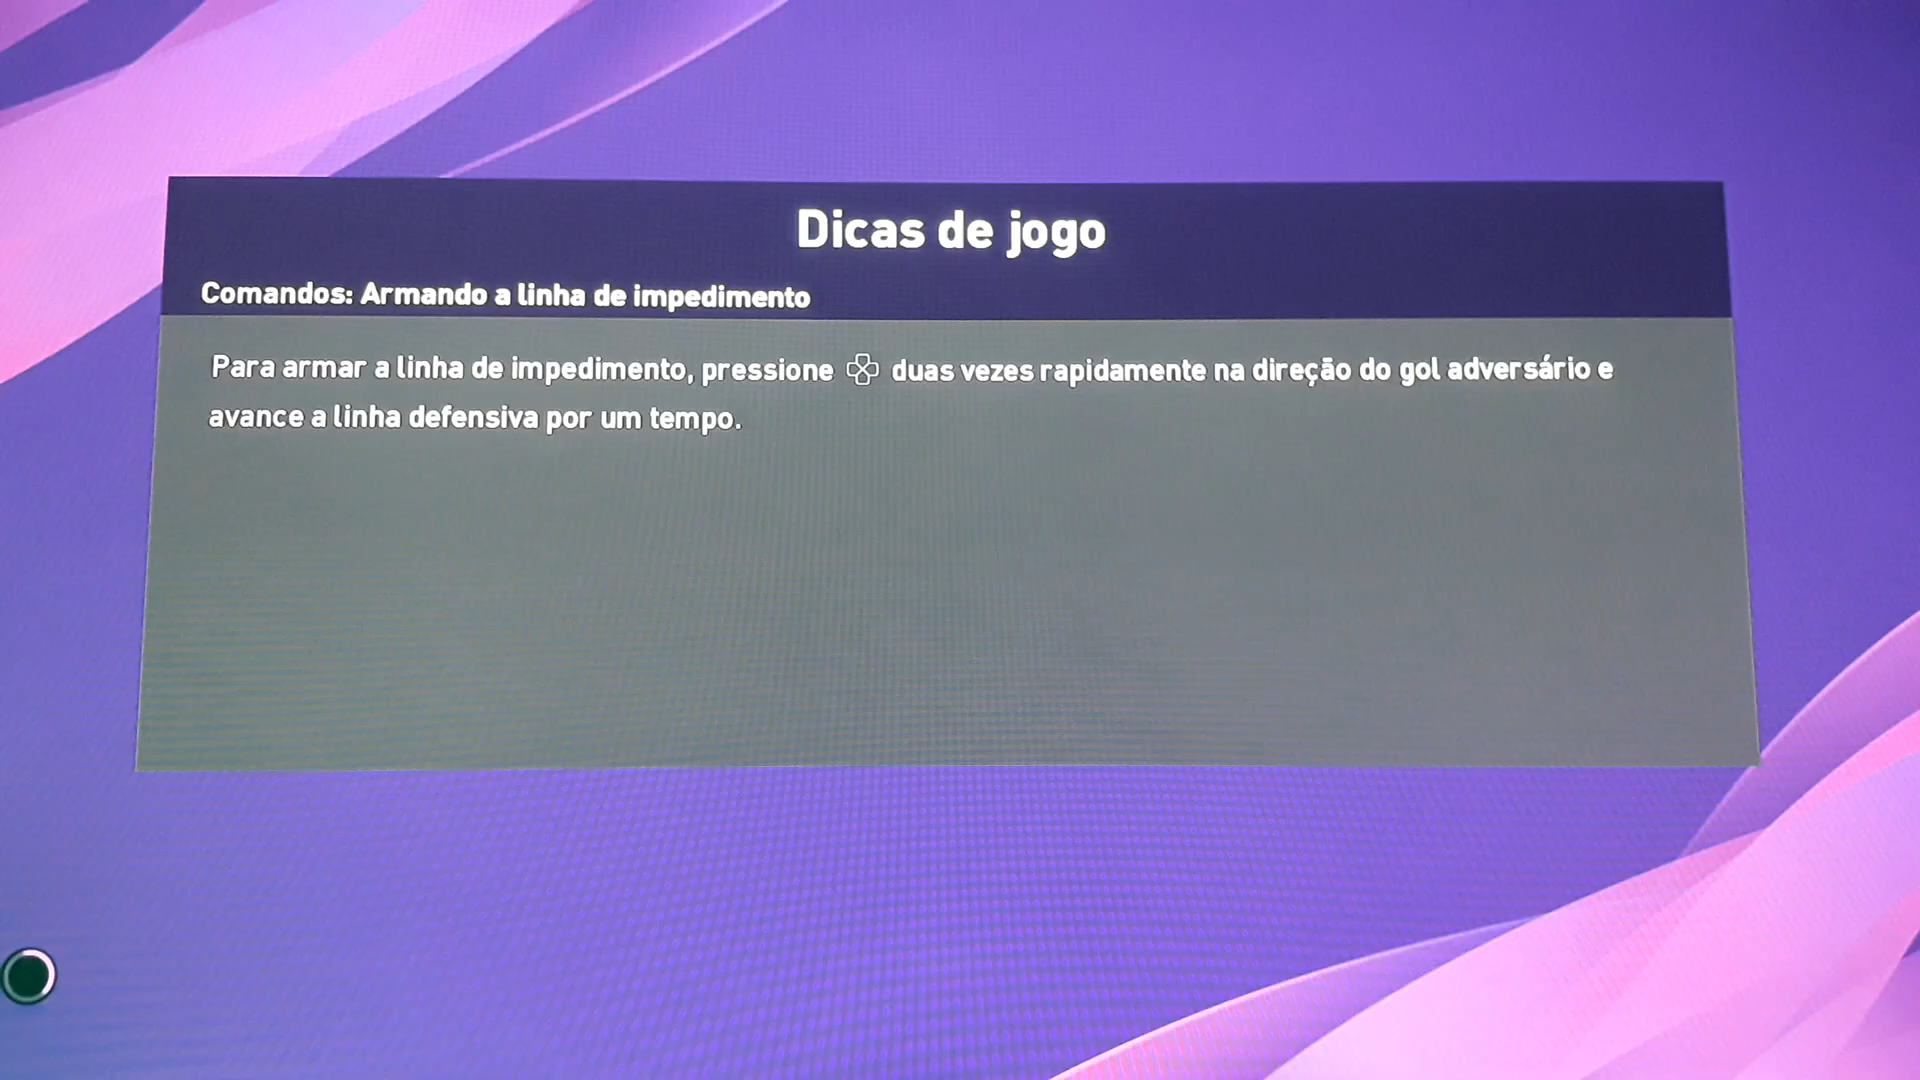 Dicas de jogo
Comandos: Armando a linha de impedimento
Para armar a linha de impedimento, pressione duas vezes rapidamente na direção do gol adversário e
avance a linha defensiva por um tempo.